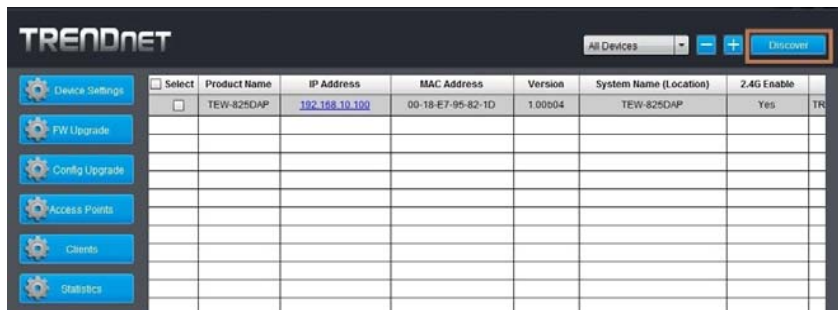 TRENDnET
All Devices - + Discover
Device Settings
FW Upgrade
Config Upgrade
Access Points
Clients
Statistics
Select Product Name IP Address MAC Address Version System Name (Location) 2.4G Enable
TEW-825DAP 192.168.10.100 00-18-E7-95-82-1D 1.00b04 TEW-825DAP Yes TR